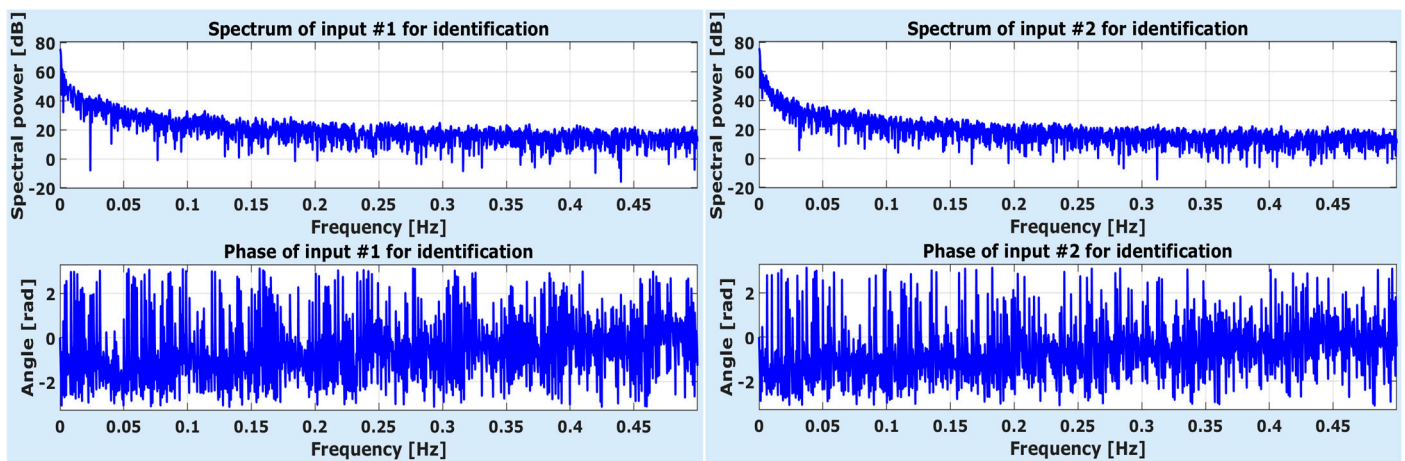 Spectrum of input #1 for identification
Spectral power [dB]
80
60
40
20
0
-20
0 0.05 0.1 0.15 0.2 0.25 0.3 0.35 0.4 0.45
Frequency [Hz]
Phase of input #1 for identification
Angle [rad]
2
0
-2
0 0.05 0.1 0.15 0.2 0.25 0.3 0.35 0.4 0.45
Frequency [Hz]
Spectrum of input #2 for identification
Spectral power [dB]
80
60
40
20
0
-20
0 0.05 0.1 0.15 0.2 0.25 0.3 0.35 0.4 0.45
Frequency [Hz]
Phase of input #2 for identification
Angle [rad]
2
0
-2
0 0.05 0.1 0.15 0.2 0.25 0.3 0.35 0.4 0.45
Frequency [Hz]